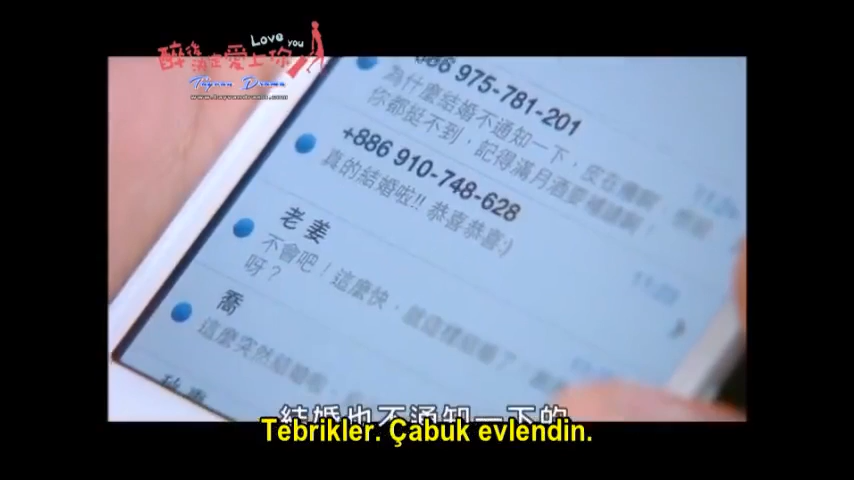 醉後決定愛上你
Love you
Tayvan Drama
www.tayvandrama.com
+886 975-781-201
為什麼結婚不通知一下
你都挺不到，記得滿月酒要補請啊！
+886 910-748-628
真的結婚啦!! 恭喜恭喜:)
老姜
不會吧！這麼快，
呀？
喬
這麼突然
結婚也不通知一下的
Tebrikler. Çabuk evlendin.